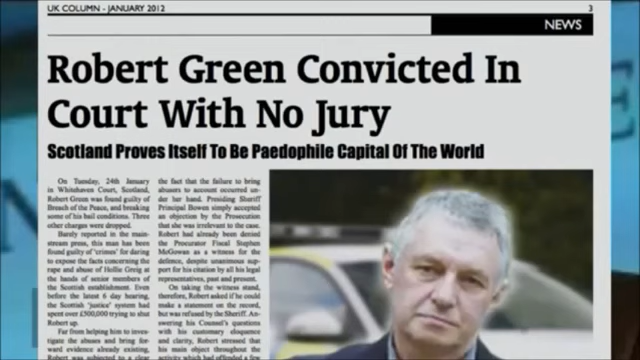 UK COLUMN - JANUARY 2012
3
NEWS
Robert Green Convicted In
Court With No Jury
Scotland Proves Itself To Be Paedophile Capital Of The World
On Tuesday, 24th January
in Whitehaven Court, Scotland,
Robert Green was found guilty of
Breach of the Peace, and breaking
some of his bail conditions. Three
other charges were dropped.
Barely reported in the main-
stream press, this man has been
found guilty of 'crimes' for daring
to expose the facts concerning the
rape and abuse of Hollie Greig at
the hands of senior members of
the Scottish establishment. Even
before the latest 6 day hearing,
the Scottish 'justice' system had
spent over £500,000 trying to shut
Robert up.
Far from helping him to inves-
tigate the abuses and bring for-
ward evidence already existing,
Robert was subjected to a clear
the fact that the failure to bring
abusers to account occurred un-
der her hand. Presiding Sheriff
Principal Bowen simply accepted
an objection by the Prosecution
that she was irrelevant to the case.
Robert had already been denied
the Procurator Fiscal Stephen
McGowan as a witness for the
defence, despite unanimous sup-
port for his citation by all his legal
representatives, past and present.
On taking the witness stand,
therefore, Robert asked if he could
make a statement on the record,
but was refused by the Sheriff. An-
swering his Counsel's questions
with his customary eloquence
and clarity, Robert stressed that
his main object throughout the
activity which had offended a few